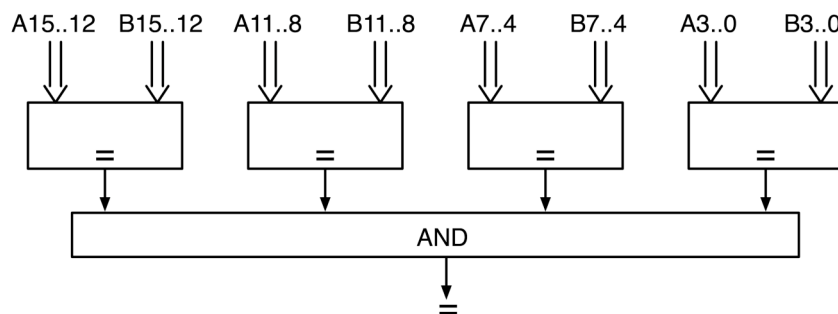 A15..12 B15..12 A11..8 B11..8 A7..4 B7..4 A3..0 B3..0
= = = =
AND
=